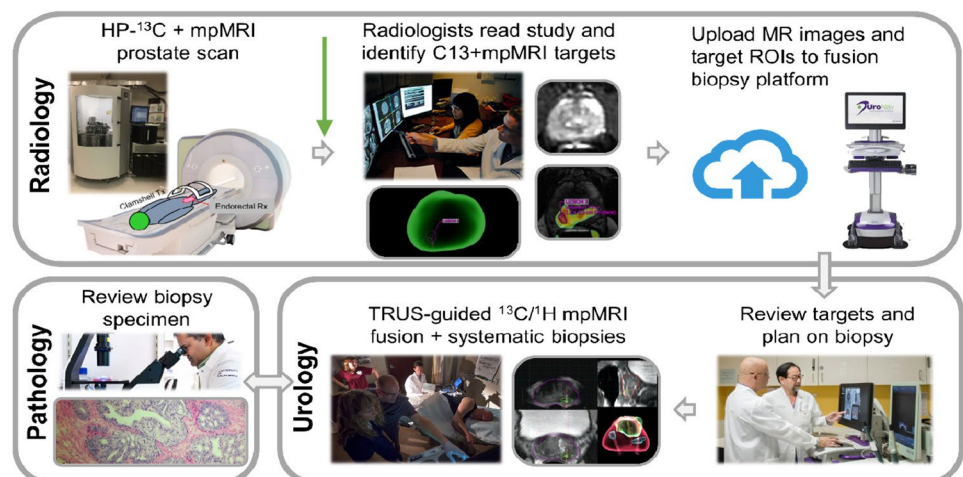 HP-¹³C + mpMRI
prostate scan
Radiologists read study and
identify C13+mpMRI targets
Upload MR images and
target ROIs to fusion
biopsy platform
Radiology
Clamshell Tx
Endorectal Rx
UroNav
Review biopsy
specimen
Pathology
TRUS-guided ¹³C/¹H mpMRI
fusion + systematic biopsies
Urology
Review targets and
plan on biopsy